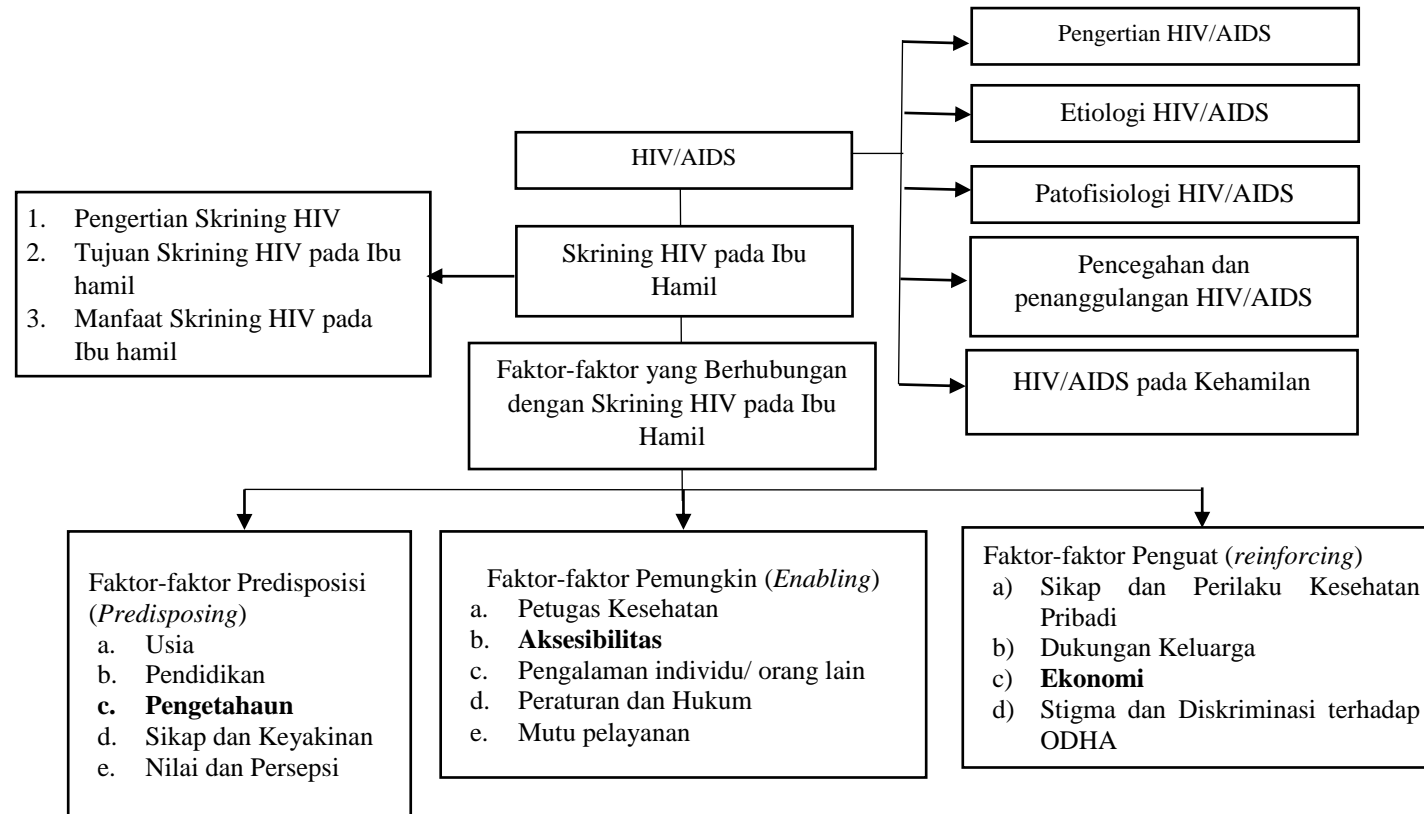 Pengertian HIV/AIDS
Etiologi HIV/AIDS
HIV/AIDS
Patofisiologi HIV/AIDS
1. Pengertian Skrining HIV
2. Tujuan Skrining HIV pada Ibu
hamil
3. Manfaat Skrining HIV pada
Ibu hamil
Skrining HIV pada Ibu
Hamil
Pencegahan dan
penanggulangan HIV/AIDS
Faktor-faktor yang Berhubungan
dengan Skrining HIV pada Ibu
Hamil
HIV/AIDS pada Kehamilan
Faktor-faktor Predisposisi
(Predisposing)
a. Usia
b. Pendidikan
c. Pengetahaun
d. Sikap dan Keyakinan
e. Nilai dan Persepsi
Faktor-faktor Pemungkin (Enabling)
a. Petugas Kesehatan
b. Aksesibilitas
c. Pengalaman individu/ orang lain
d. Peraturan dan Hukum
e. Mutu pelayanan
Faktor-faktor Penguat (reinforcing)
a) Sikap dan Perilaku Kesehatan
Pribadi
b) Dukungan Keluarga
c) Ekonomi
d) Stigma dan Diskriminasi terhadap
ODHA